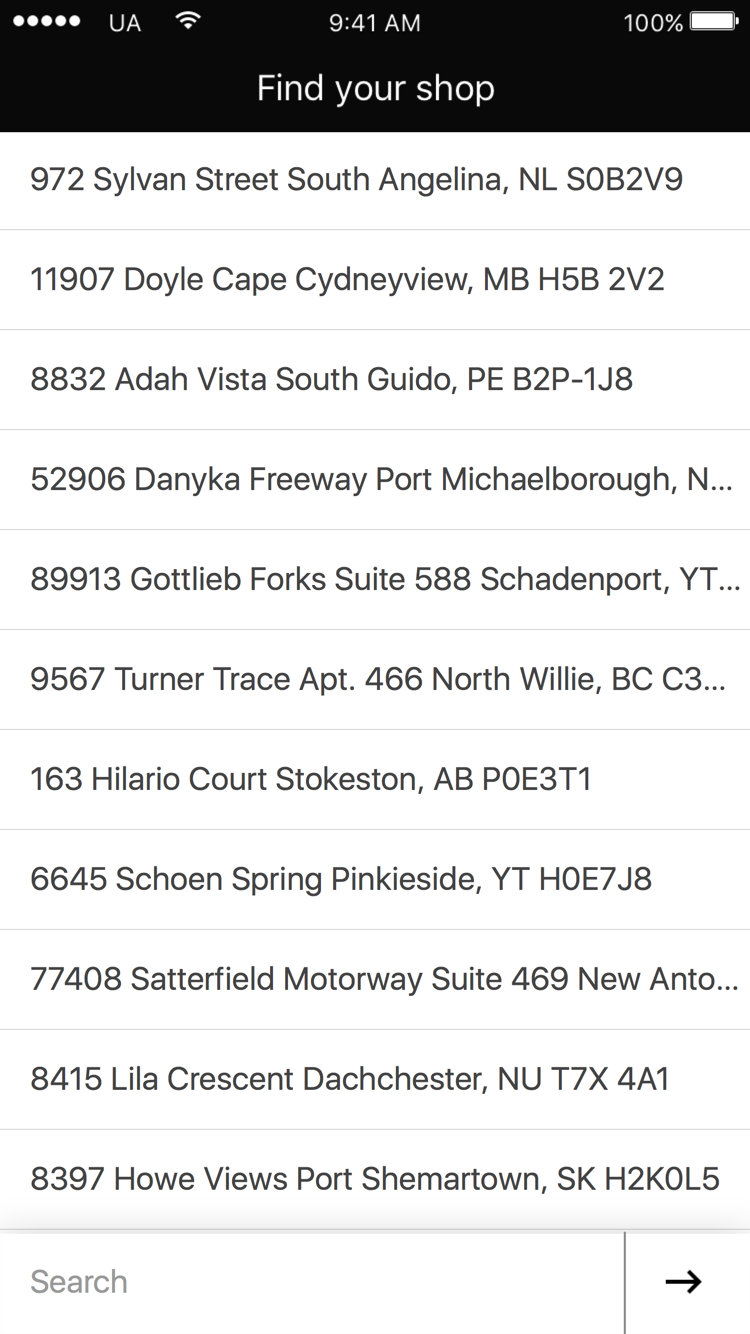 UA 9:41 AM 100%
Find your shop
972 Sylvan Street South Angelina, NL S0B2V9
11907 Doyle Cape Cydneyview, MB H5B 2V2
8832 Adah Vista South Guido, PE B2P-1J8
52906 Danyka Freeway Port Michaelborough, N...
89913 Gottlieb Forks Suite 588 Schadenport, YT...
9567 Turner Trace Apt. 466 North Willie, BC C3...
163 Hilario Court Stokeston, AB P0E3T1
6645 Schoen Spring Pinkieside, YT H0E7J8
77408 Satterfield Motorway Suite 469 New Anto...
8415 Lila Crescent Dachchester, NU T7X 4A1
8397 Howe Views Port Shemartown, SK H2K0L5
Search